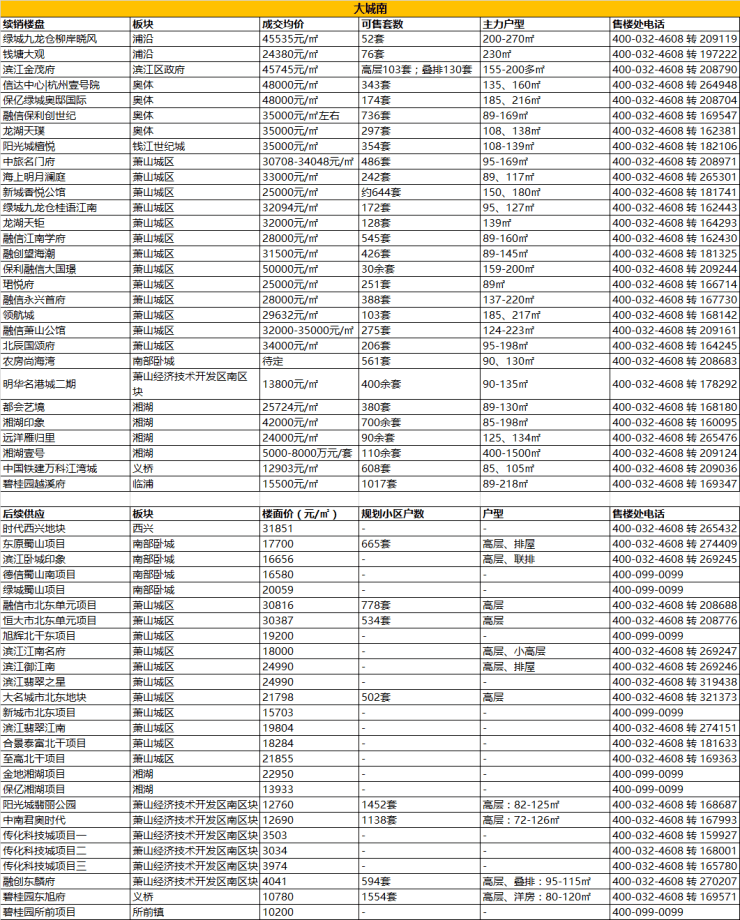 大城南
续销楼盘 板块 成交均价 可售套数 主力户型 售楼处电话
绿城九龙仓柳岸晓风 浦沿 45535元/㎡ 52套 200-270㎡ 400-032-4608 转 209119
钱塘大观 浦沿 24380元/㎡ 76套 230㎡ 400-032-4608 转 197222
滨江金茂府 滨江区政府 45745元/㎡ 高层103套；叠排130套 155-200多㎡ 400-032-4608 转 208790
信达中心|杭州壹号院 奥体 48000元/㎡ 343套 135、160㎡ 400-032-4608 转 264948
保亿绿城奥邸国际 奥体 48000元/㎡ 174套 185、216㎡ 400-032-4608 转 208704
融信保利创世纪 奥体 35000元/㎡左右 736套 89-169㎡ 400-032-4608 转 169547
龙湖天璞 奥体 35000元/㎡ 297套 108、138㎡ 400-032-4608 转 162381
阳光城檀悦 钱江世纪城 35000元/㎡ 354套 108-139㎡ 400-032-4608 转 182106
中旅名门府 萧山城区 30708-34048元/㎡ 486套 95-169㎡ 400-032-4608 转 208971
海上明月澜庭 萧山城区 33000元/㎡ 242套 89、117㎡ 400-032-4608 转 265301
新城香悦公馆 萧山城区 25000元/㎡ 约644套 150、180㎡ 400-032-4608 转 181741
绿城九龙仓桂语江南 萧山城区 32094元/㎡ 172套 95、127㎡ 400-032-4608 转 162443
龙湖天钜 萧山城区 32000元/㎡ 128套 139㎡ 400-032-4608 转 164293
融信江南学府 萧山城区 28000元/㎡ 545套 89-160㎡ 400-032-4608 转 162430
融创望海潮 萧山城区 31500元/㎡ 426套 89-145㎡ 400-032-4608 转 181325
保利融信大国璟 萧山城区 50000元/㎡ 30余套 159-200㎡ 400-032-4608 转 209244
珺悦府 萧山城区 25000元/㎡ 251套 89㎡ 400-032-4608 转 166714
融信永兴首府 萧山城区 28000元/㎡ 388套 137-220㎡ 400-032-4608 转 167730
领航城 萧山城区 29632元/㎡ 103套 185、217㎡ 400-032-4608 转 168142
融信萧山公馆 萧山城区 32000-35000元/㎡ 275套 124-223㎡ 400-032-4608 转 209161
北辰国颂府 萧山城区 34000元/㎡ 206套 95-198㎡ 400-032-4608 转 164245
农房尚海湾 南部卧城 待定 561套 90、130㎡ 400-032-4608 转 208683
明华名港城二期 萧山经济技术开发区南区块 13800元/㎡ 400余套 90-135㎡ 400-032-4608 转 178292
都会艺境 湘湖 25724元/㎡ 380套 89-130㎡ 400-032-4608 转 168180
湘湖印象 湘湖 42000元/㎡ 700余套 85-198㎡ 400-032-4608 转 160095
远洋雁归里 湘湖 24000元/㎡ 90余套 125、134㎡ 400-032-4608 转 265476
湘湖壹号 湘湖 5000-8000万元/套 110余套 400-1500㎡ 400-032-4608 转 209124
中国铁建万科江湾城 义桥 12903元/㎡ 608套 85、105㎡ 400-032-4608 转 209036
碧桂园越溪府 临浦 15500元/㎡ 1017套 89-218㎡ 400-032-4608 转 169347
后续供应 板块 楼面价（元/㎡） 规划小区户数 户型 售楼处电话
时代西兴地块 西兴 31851 - - 400-032-4608 转 265432
东原蜀山项目 南部卧城 17700 665套 高层、排屋 400-032-4608 转 274409
滨江卧城印象 南部卧城 16656 - 高层、联排 400-032-4608 转 269245
德信蜀山南项目 南部卧城 16580 - - 400-099-0099
绿城蜀山项目 南部卧城 20059 - - 400-099-0099
融信市北东单元项目 萧山城区 30816 778套 高层 400-032-4608 转 208688
恒大市北东单元项目 萧山城区 30387 534套 高层 400-032-4608 转 208776
旭辉北干东项目 萧山城区 19200 - - 400-099-0099
滨江江南名府 萧山城区 18000 - 高层、小高层 400-032-4608 转 269247
滨江御江南 萧山城区 24990 - 高层、排屋 400-032-4608 转 269246
滨江翡翠之星 萧山城区 24990 - - 400-032-4608 转 319438
大名城市北东地块 萧山城区 21798 502套 高层 400-032-4608 转 321373
新城市北东项目 萧山城区 15703 - - 400-099-0099
滨江翡翠江南 萧山城区 19804 - - 400-032-4608 转 274151
合景泰富北干项目 萧山城区 18284 - - 400-032-4608 转 181633
至高北干项目 萧山城区 21855 - - 400-032-4608 转 169363
金地湘湖项目 湘湖 22950 - - 400-099-0099
保亿湘湖项目 湘湖 13933 - - 400-099-0099
阳光城翡丽公园 萧山经济技术开发区南区块 12760 1452套 高层：82-125㎡ 400-032-4608 转 168687
中南君奥时代 萧山经济技术开发区南区块 12690 1138套 高层：72-126㎡ 400-032-4608 转 167993
传化科技城项目一 萧山经济技术开发区南区块 3503 - - 400-032-4608 转 159927
传化科技城项目二 萧山经济技术开发区南区块 3034 - - 400-032-4608 转 168001
传化科技城项目三 萧山经济技术开发区南区块 3974 - - 400-032-4608 转 165780
融创东麟府 萧山经济技术开发区南区块 4041 594套 高层、叠排：95-115㎡ 400-032-4608 转 270207
碧桂园东旭府 义桥 10780 1554套 高层、洋房：80-120㎡ 400-032-4608 转 169571
碧桂园所前项目 所前镇 10200 - - 400-099-0099